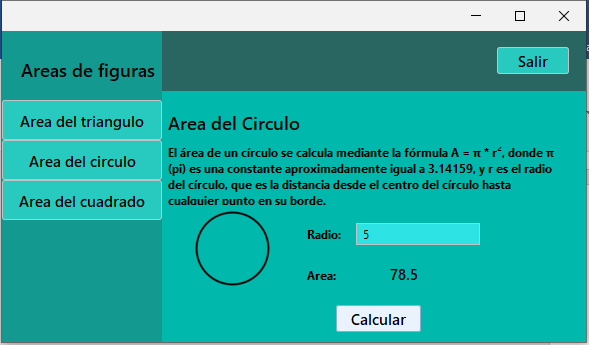 Areas de figuras
Salir
Area del triangulo
Area del circulo
Area del cuadrado
Area del Circulo
El área de un círculo se calcula mediante la fórmula A = π * r², donde π
(pi) es una constante aproximadamente igual a 3.14159, y r es el radio
del círculo, que es la distancia desde el centro del círculo hasta
cualquier punto en su borde.
Radio: 5
Area: 78.5
Calcular